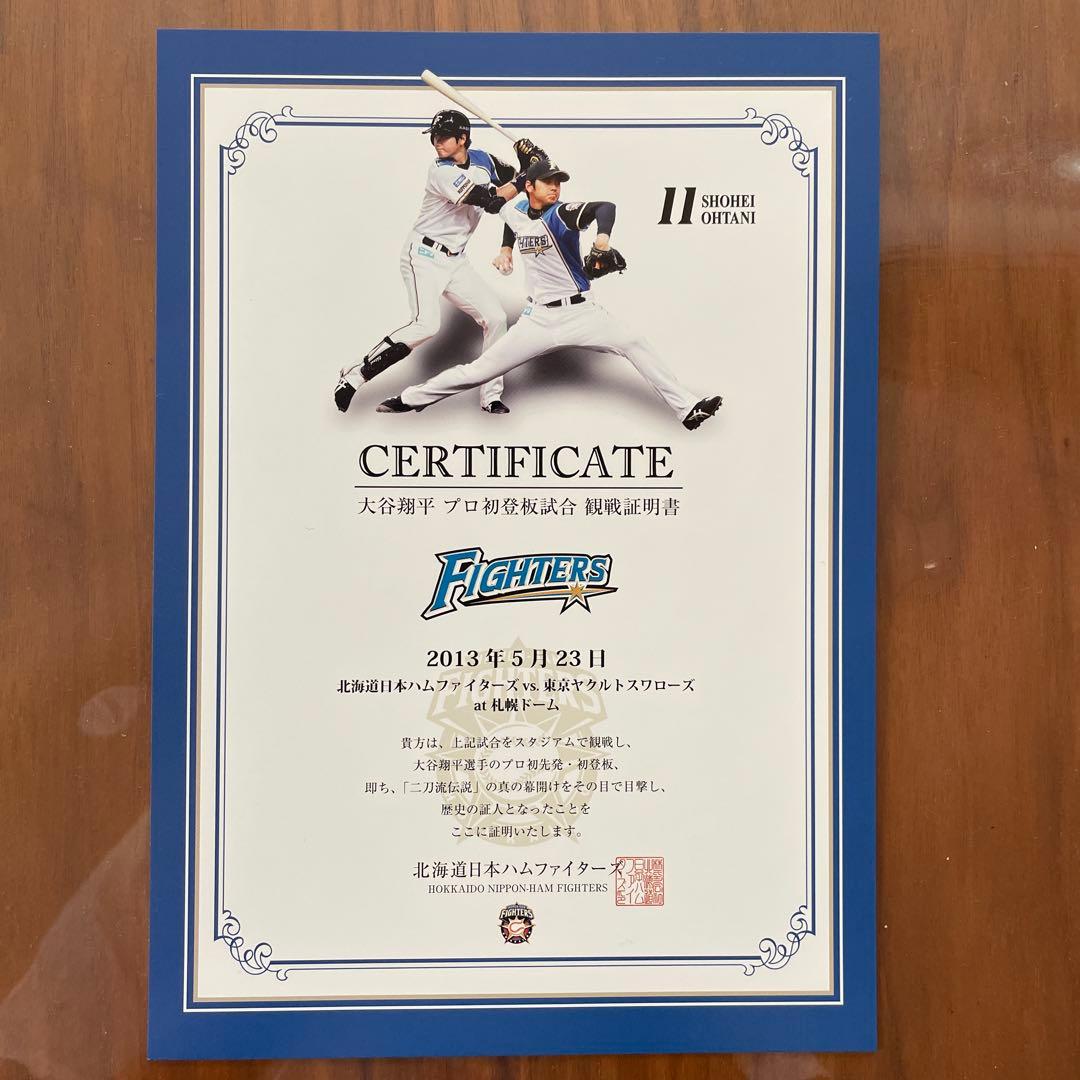 11 SHOHEI
OHTANI
CERTIFICATE
大谷翔平 プロ初登板試合 観戦証明書
FIGHTERS
2013年5月23日
北海道日本ハムファイターズ vs. 東京ヤクルトスワローズ
at 札幌ドーム
貴方は、上記試合をスタジアムで観戦し、
大谷翔平選手のプロ初先発・初登板、
即ち、「二刀流伝説」の真の幕開けをその目で目撃し、
歴史の証人となったことを
ここに証明いたします。
北海道日本ハムファイターズ
HOKKAIDO NIPPON-HAM FIGHTERS
FIGHTERS